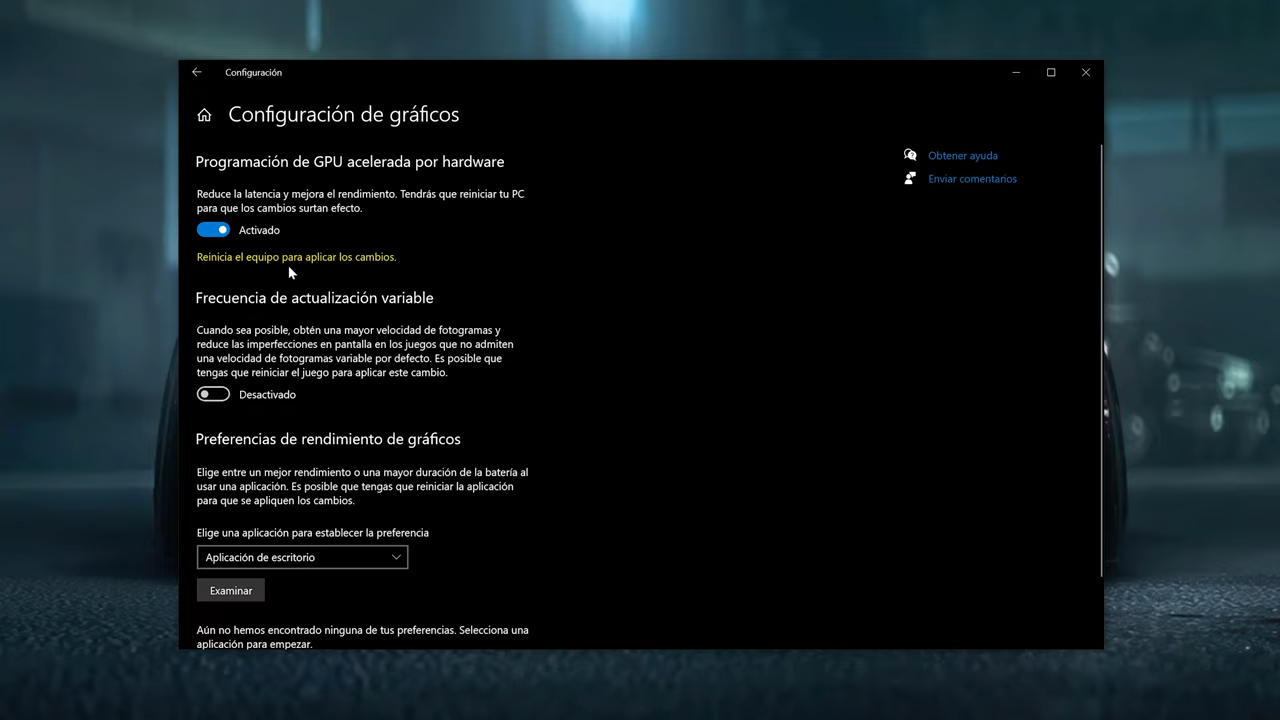 Configuración
Configuración de gráficos
Programación de GPU acelerada por hardware
Reduce la latencia y mejora el rendimiento. Tendrás que reiniciar tu PC
para que los cambios surtan efecto.
Activado
Reinicia el equipo para aplicar los cambios.
Frecuencia de actualización variable
Cuando sea posible, obtén una mayor velocidad de fotogramas y
reduce las imperfecciones en pantalla en los juegos que no admiten
una velocidad de fotogramas variable por defecto. Es posible que
tengas que reiniciar el juego para aplicar este cambio.
Desactivado
Preferencias de rendimiento de gráficos
Elige entre un mejor rendimiento o una mayor duración de la batería al
usar una aplicación. Es posible que tengas que reiniciar la aplicación
para que se apliquen los cambios.
Elige una aplicación para establecer la preferencia
Aplicación de escritorio
Examinar
Aún no hemos encontrado ninguna de tus preferencias. Selecciona una
aplicación para empezar.
Obtener ayuda
Enviar comentarios